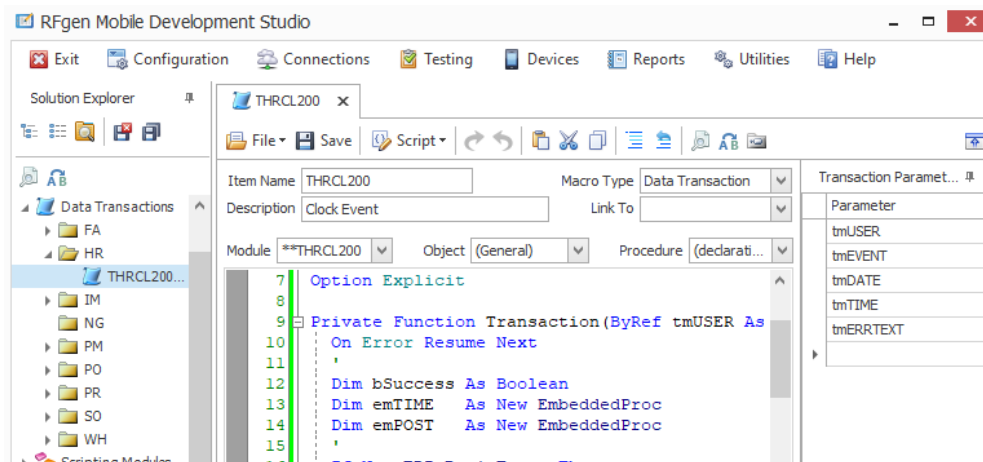 RFgen Mobile Development Studio
Exit Configuration Connections Testing Devices Reports Utilities Help
Solution Explorer
THRCL200
File Save Script
Item Name THRCL200 Macro Type Data Transaction
Description Clock Event Link To
Module **THRCL200 Object (General) Procedure (declarati...
Transaction Paramet...
Parameter
tmUSER
tmEVENT
tmDATE
tmTIME
tmERRTEXT
Data Transactions
FA
HR
THRCL200...
IM
NG
PM
PO
PR
SO
WH
7 Option Explicit
8
9 Private Function Transaction(ByRef tmUSER As
10 On Error Resume Next
11 '
12 Dim bSuccess As Boolean
13 Dim emTIME As New EmbeddedProc
14 Dim emPOST As New EmbeddedProc
15 '